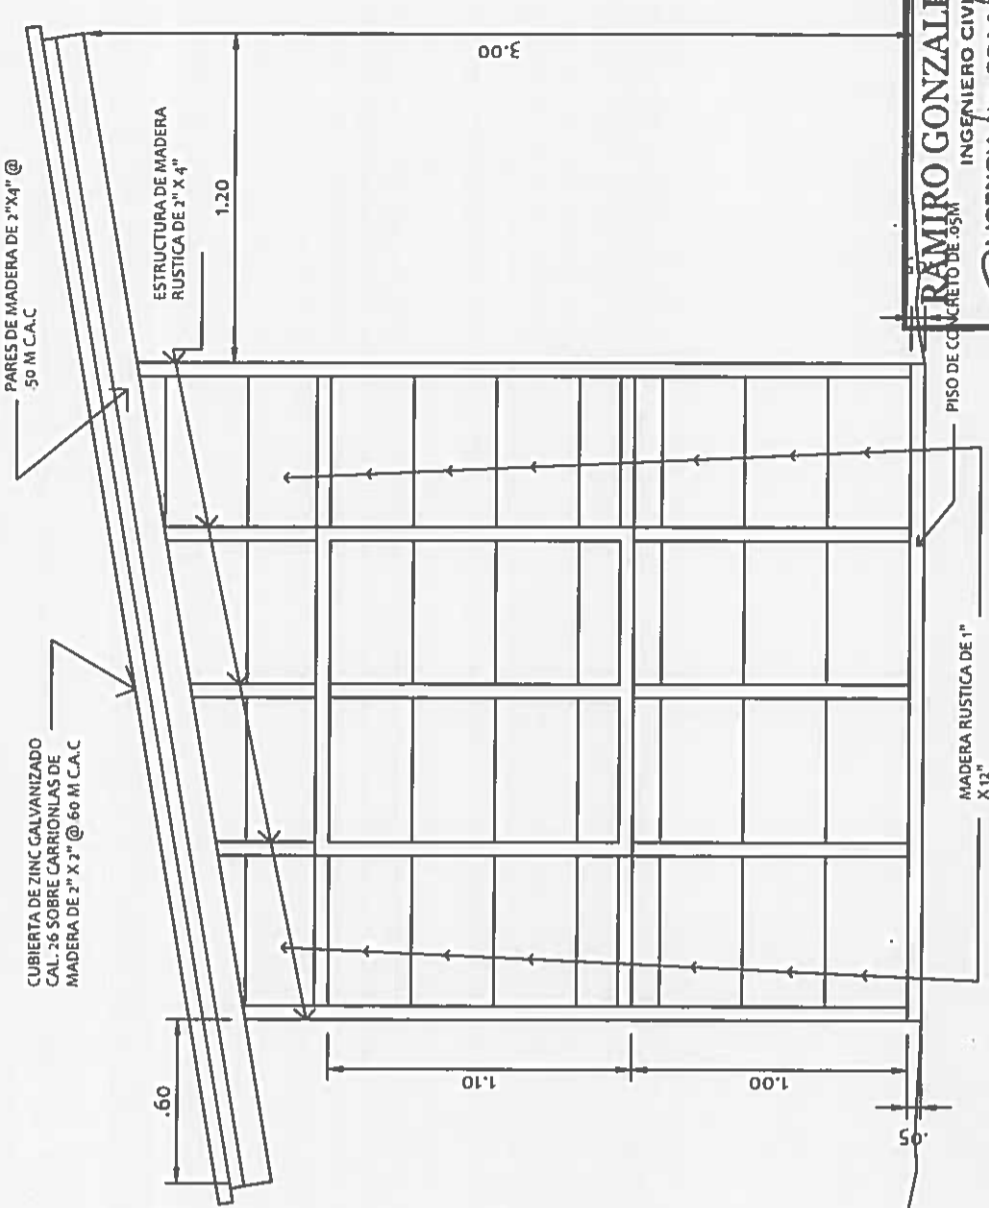 PARES DE MADERA DE 2"X4" @
.50 M C.A.C
CUBIERTA DE ZINC GALVANIZADO
CAL. 26 SOBRE CARRIONLAS DE
MADERA DE 2" X 2" @ .60 M C.A.C
ESTRUCTURA DE MADERA
RUSTICA DE 2" X 4"
1.20
3.00
.60
1.10
1.00
.05
MADERA RUSTICA DE 1"
X 12"
PISO DE CONCRETO DE .05M
RAMIRO GONZALE
INGENIERO CIVI